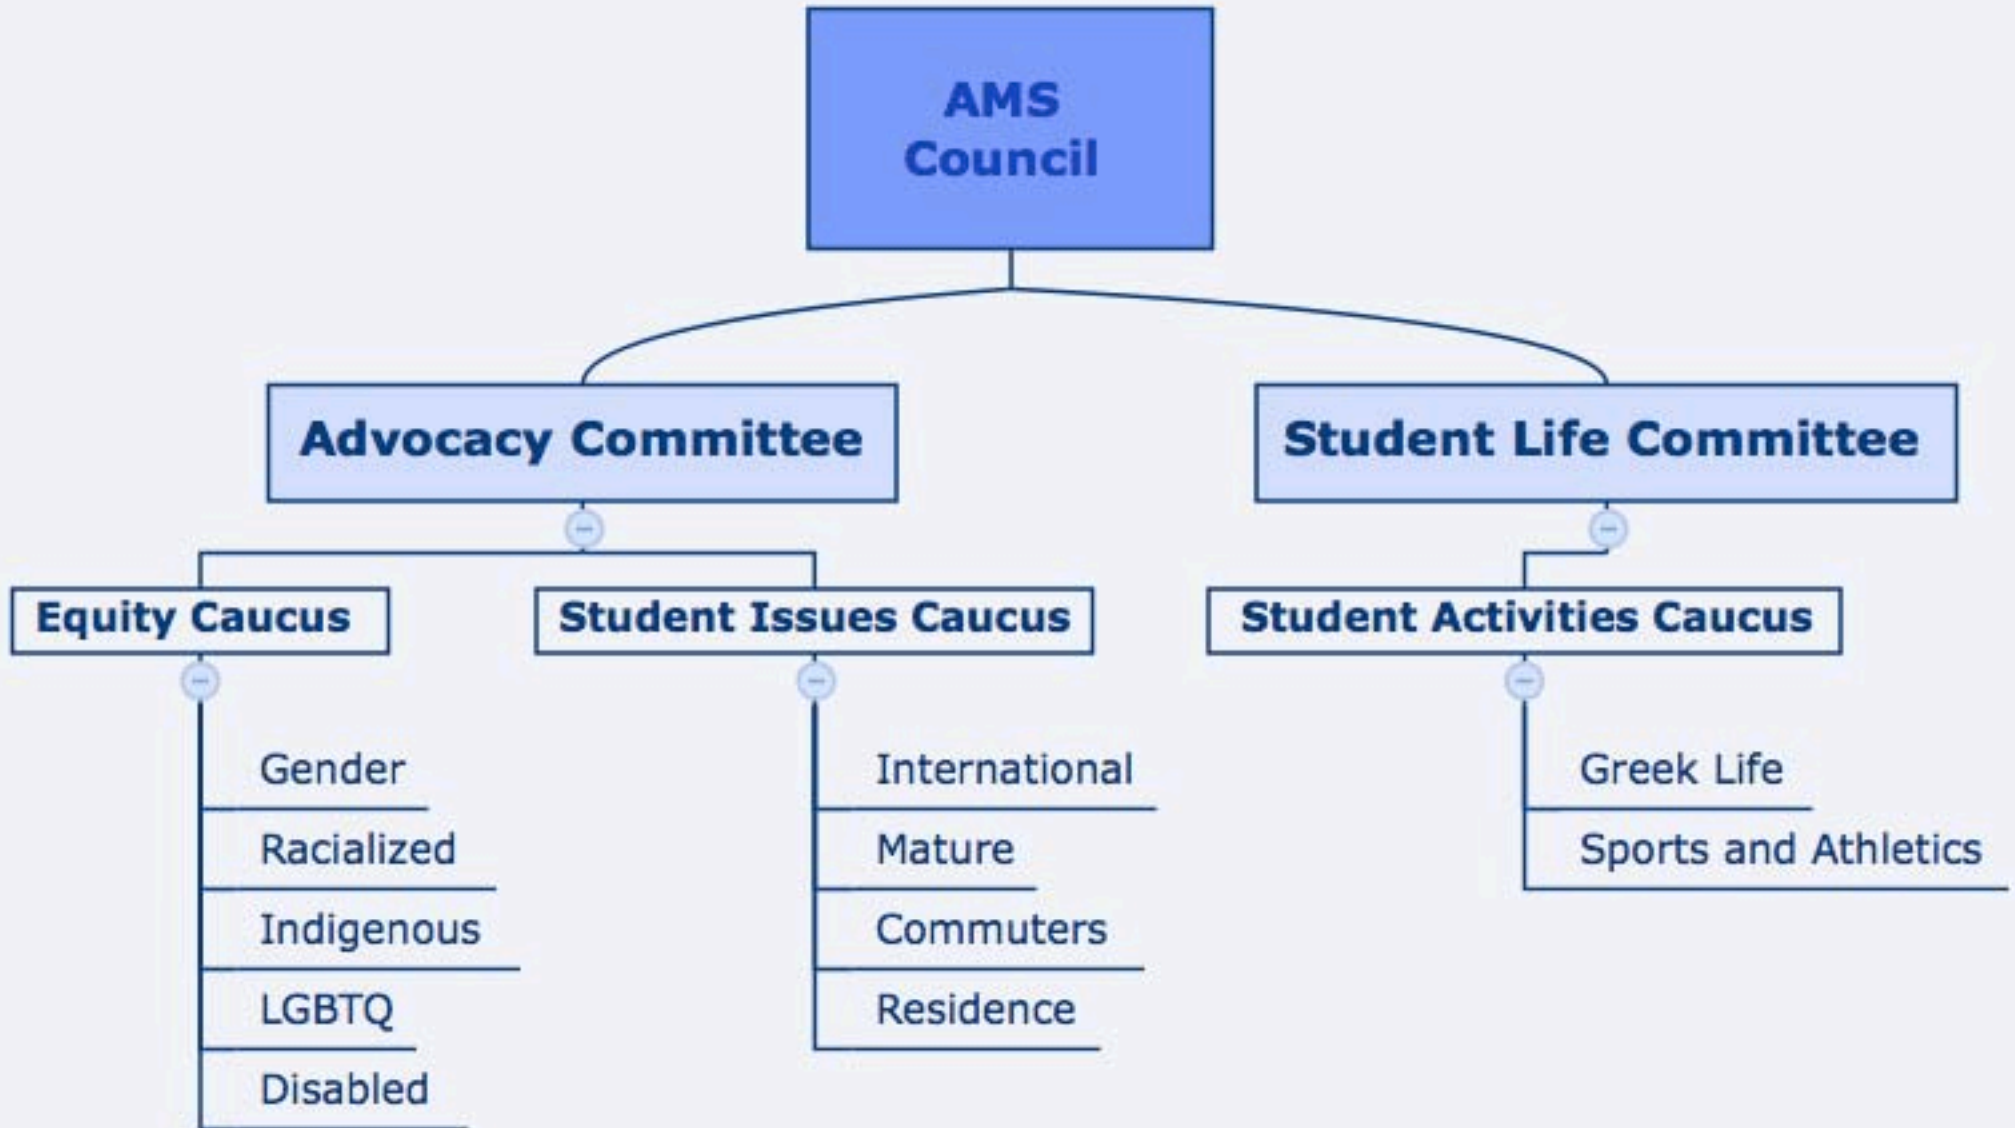 AMS
Council
Advocacy Committee
Student Life Committee
Equity Caucus
Student Issues Caucus
Student Activities Caucus
Gender
Racialized
Indigenous
LGBTQ
Disabled
International
Mature
Commuters
Residence
Greek Life
Sports and Athletics